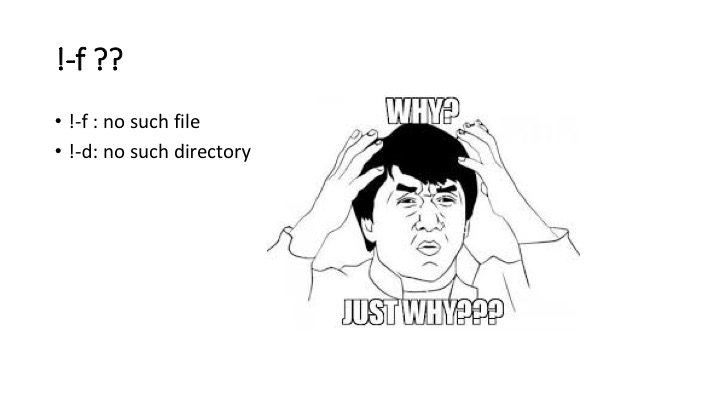 !-f ??
• !-f : no such file
• !-d: no such directory
WHY?
JUST WHY???